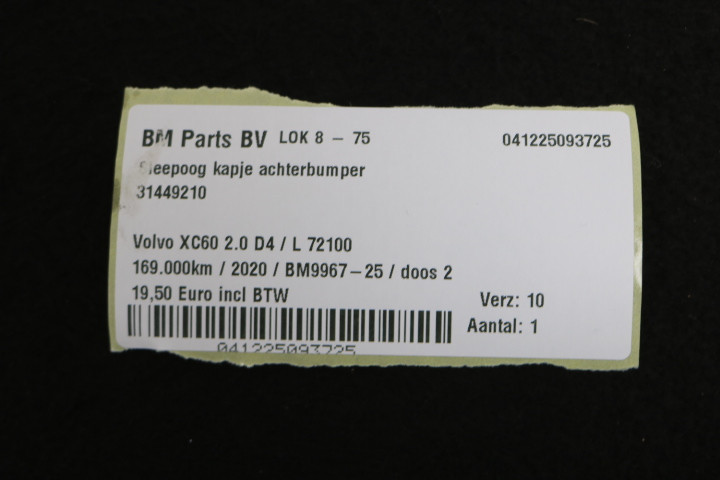 BM Parts BV LOK 8 - 75 041225093725
Sleepoog kapje achterbumper
31449210
Volvo XC60 2.0 D4 / L 72100
169.000km / 2020 / BM9967-25 / doos 2
19,50 Euro incl BTW Verz: 10
Aantal: 1
041225093725